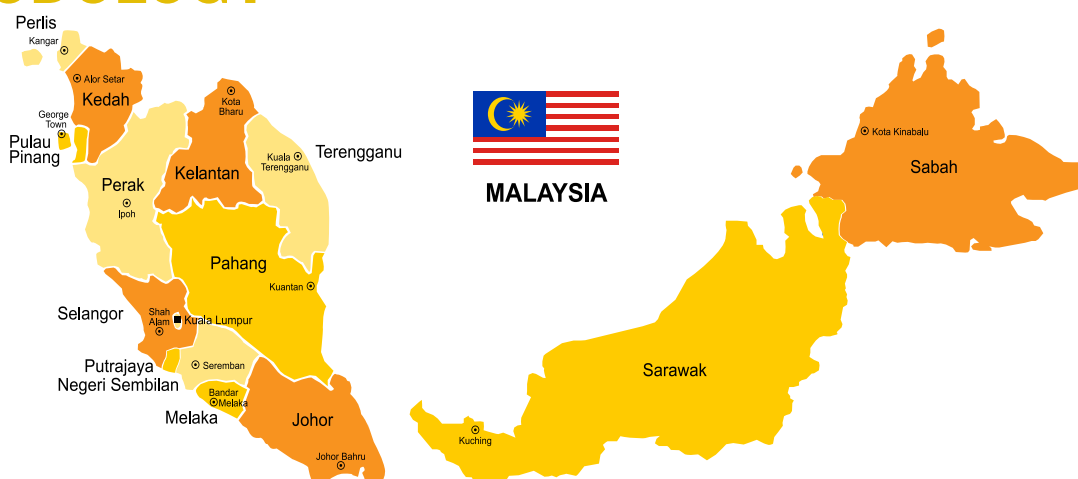 Perlis
Kangar
Alor Setar
Kedah
George
Town
Pulau
Pinang
Kota
Bharu
Kelantan
Kuala
Terengganu
Terengganu
Perak
Ipoh
Pahang
Kuantan
Selangor
Shah
Alam
Kuala Lumpur
Putrajaya
Negeri Sembilan
Seremban
Bandar
Melaka
Melaka
Johor
Johor Bahru
MALAYSIA
Kota Kinabalu
Sabah
Sarawak
Kuching